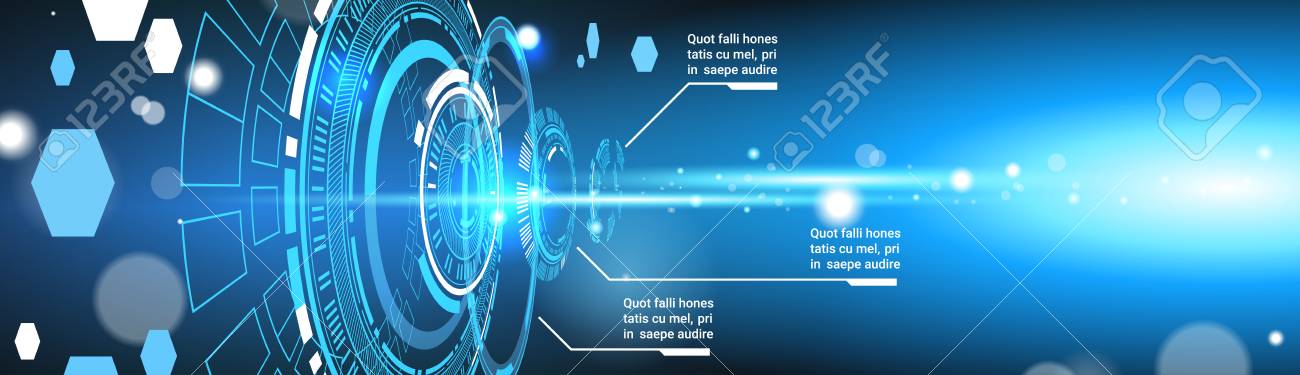 Quot falli hones
tatis cu mel, pri
in saepe audire
Quot falli hones
tatis cu mel, pri
in saepe audire
Quot falli hones
tatis cu mel, pri
in saepe audire
123RF
123RF